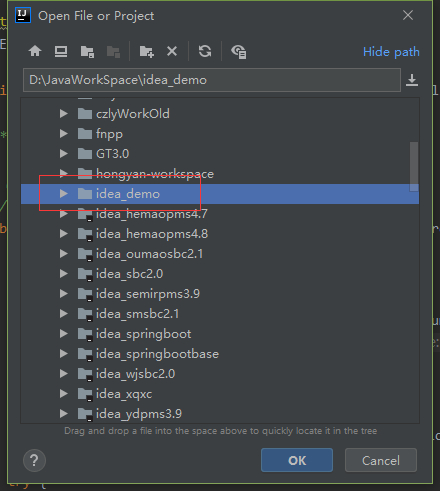 Open File or Project
Hide path
D:\JavaWorkSpace\idea_demo
czlyWorkOld
fnpp
GT3.0
hongyan-workspace
idea_demo
idea_hemaopms4.7
idea_hemaopms4.8
idea_oumaosbc2.1
idea_sbc2.0
idea_semirpms3.9
idea_smsbc2.1
idea_springboot
idea_springbootbase
idea_wjsbc2.0
idea_xqxc
idea_ydpms3.9
Drag and drop a file into the space above to quickly locate it in the tree
?
OK
Cancel